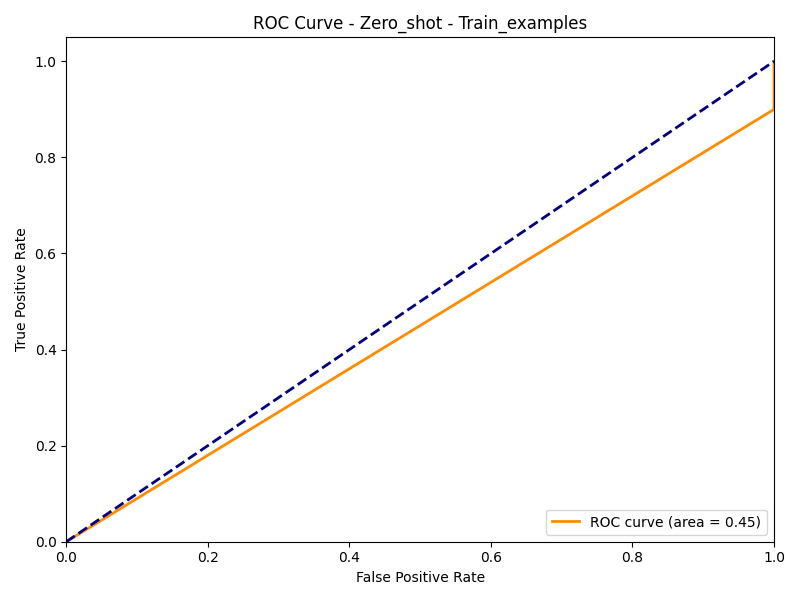 ROC Curve - Zero_shot - Train_examples
1.0
0.8
0.6
0.4
0.2
0.0
True Positive Rate
ROC curve (area = 0.45)
0.0 0.2 0.4 0.6 0.8 1.0
False Positive Rate